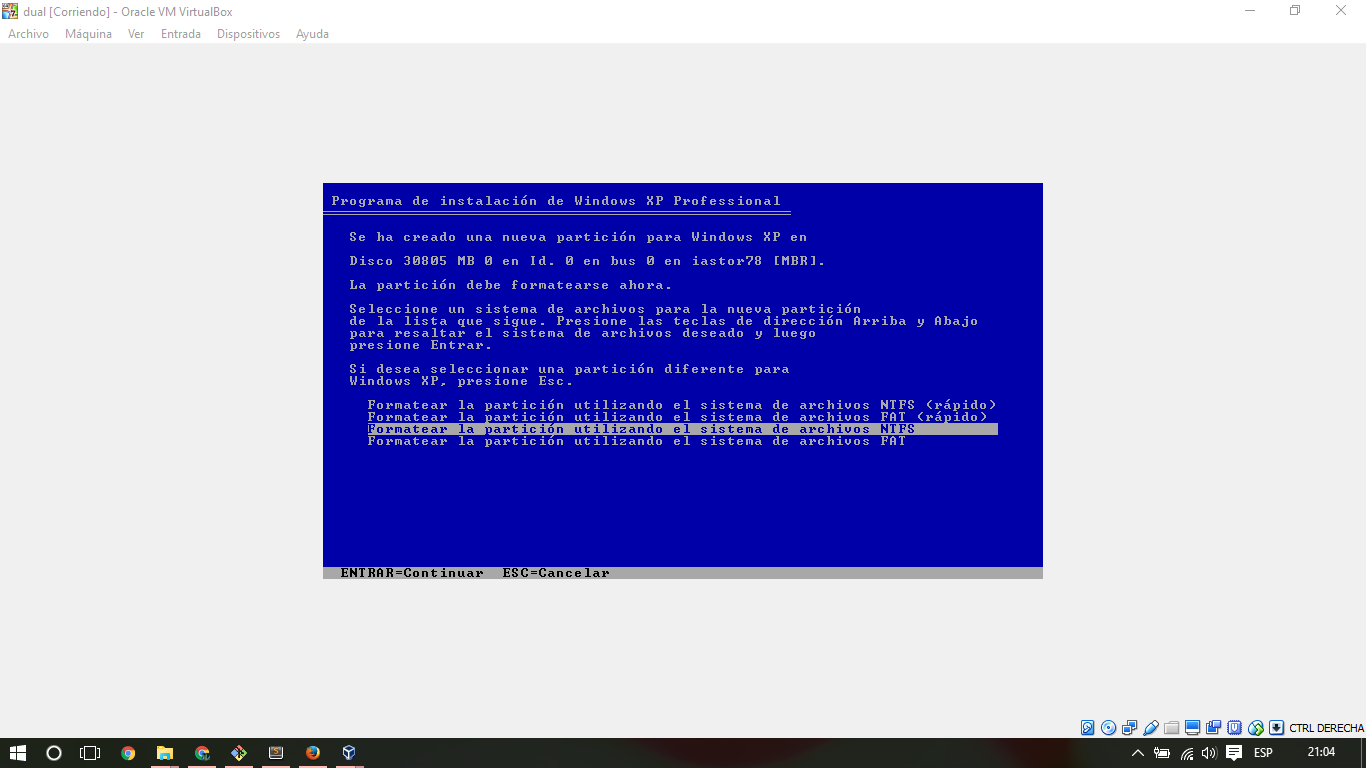 dual [Corriendo] - Oracle VM VirtualBox
Archivo Máquina Ver Entrada Dispositivos Ayuda
Programa de instalación de Windows XP Professional
Se ha creado una nueva partición para Windows XP en
Disco 30805 MB 0 en Id. 0 en bus 0 en iastor78 [MBR].
La partición debe formatearse ahora.
Seleccione un sistema de archivos para la nueva partición
de la lista que sigue. Presione las teclas de dirección Arriba y Abajo
para resaltar el sistema de archivos deseado y luego
presione Entrar.
Si desea seleccionar una partición diferente para
Windows XP, presione Esc.
Formatear la partición utilizando el sistema de archivos NTFS (rápido)
Formatear la partición utilizando el sistema de archivos FAT (rápido)
Formatear la partición utilizando el sistema de archivos NTFS
Formatear la partición utilizando el sistema de archivos FAT
ENTRAR=Continuar ESC=Cancelar
CTRL DERECHA
ESP 21:04